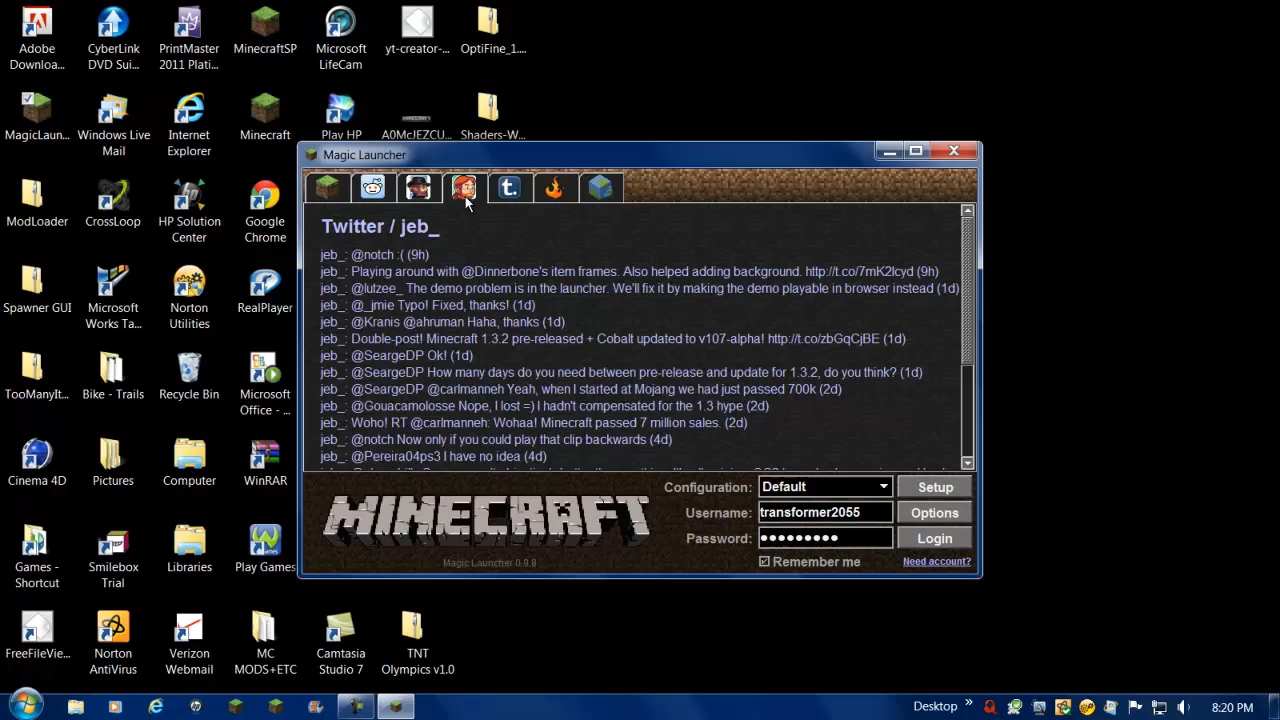 Adobe Downloa...
CyberLink DVD Sui...
PrintMaster 2011 Plati...
MinecraftSP
Microsoft LifeCam
yt-creator-...
OptiFine_1....
MagicLaun...
Windows Live Mail
Internet Explorer
Minecraft
Play HP
A0McJEZCU...
Shaders-W...
ModLoader
CrossLoop
HP Solution Center
Google Chrome
Spawner GUI
Microsoft Works Ta...
Norton Utilities
RealPlayer
TooManyIt...
Bike - Trails
Recycle Bin
Microsoft Office - ...
Cinema 4D
Pictures
Computer
WinRAR
Games - Shortcut
Smilebox Trial
Libraries
Play Games
FreeFileVie...
Norton AntiVirus
Verizon Webmail
MC MODS+ETC
Camtasia Studio 7
TNT Olympics v1.0
Magic Launcher
Twitter / jeb_
jeb_: @notch :( (9h)
jeb_: Playing around with @Dinnerbone's item frames. Also helped adding background. http://t.co/7mK2lcyd (9h)
jeb_: @lutzee_ The demo problem is in the launcher. We'll fix it by making the demo playable in browser instead (1d)
jeb_: @_jmie Typo! Fixed, thanks! (1d)
jeb_: @Kranis @ahruman Haha, thanks (1d)
jeb_: Double-post! Minecraft 1.3.2 pre-released + Cobalt updated to v107-alpha! http://t.co/zbGqCjBE (1d)
jeb_: @SeargeDP Ok! (1d)
jeb_: @SeargeDP How many days do you need between pre-release and update for 1.3.2, do you think? (1d)
jeb_: @SeargeDP @carlmanneh Yeah, when I started at Mojang we had just passed 700k (2d)
jeb_: @Gouacamolosse Nope, I lost =) I hadn't compensated for the 1.3 hype (2d)
jeb_: Woho! RT @carlmanneh: Wohaa! Minecraft passed 7 million sales. (2d)
jeb_: @notch Now only if you could play that clip backwards (4d)
jeb_: @Pereira04ps3 I have no idea (4d)
MINECRAFT
Magic Launcher 0.9.8
Configuration: Default Setup
Username: transformer2055 Options
Password: ●●●●●●●●● Login
Remember me Need account?
Desktop »
8:20 PM